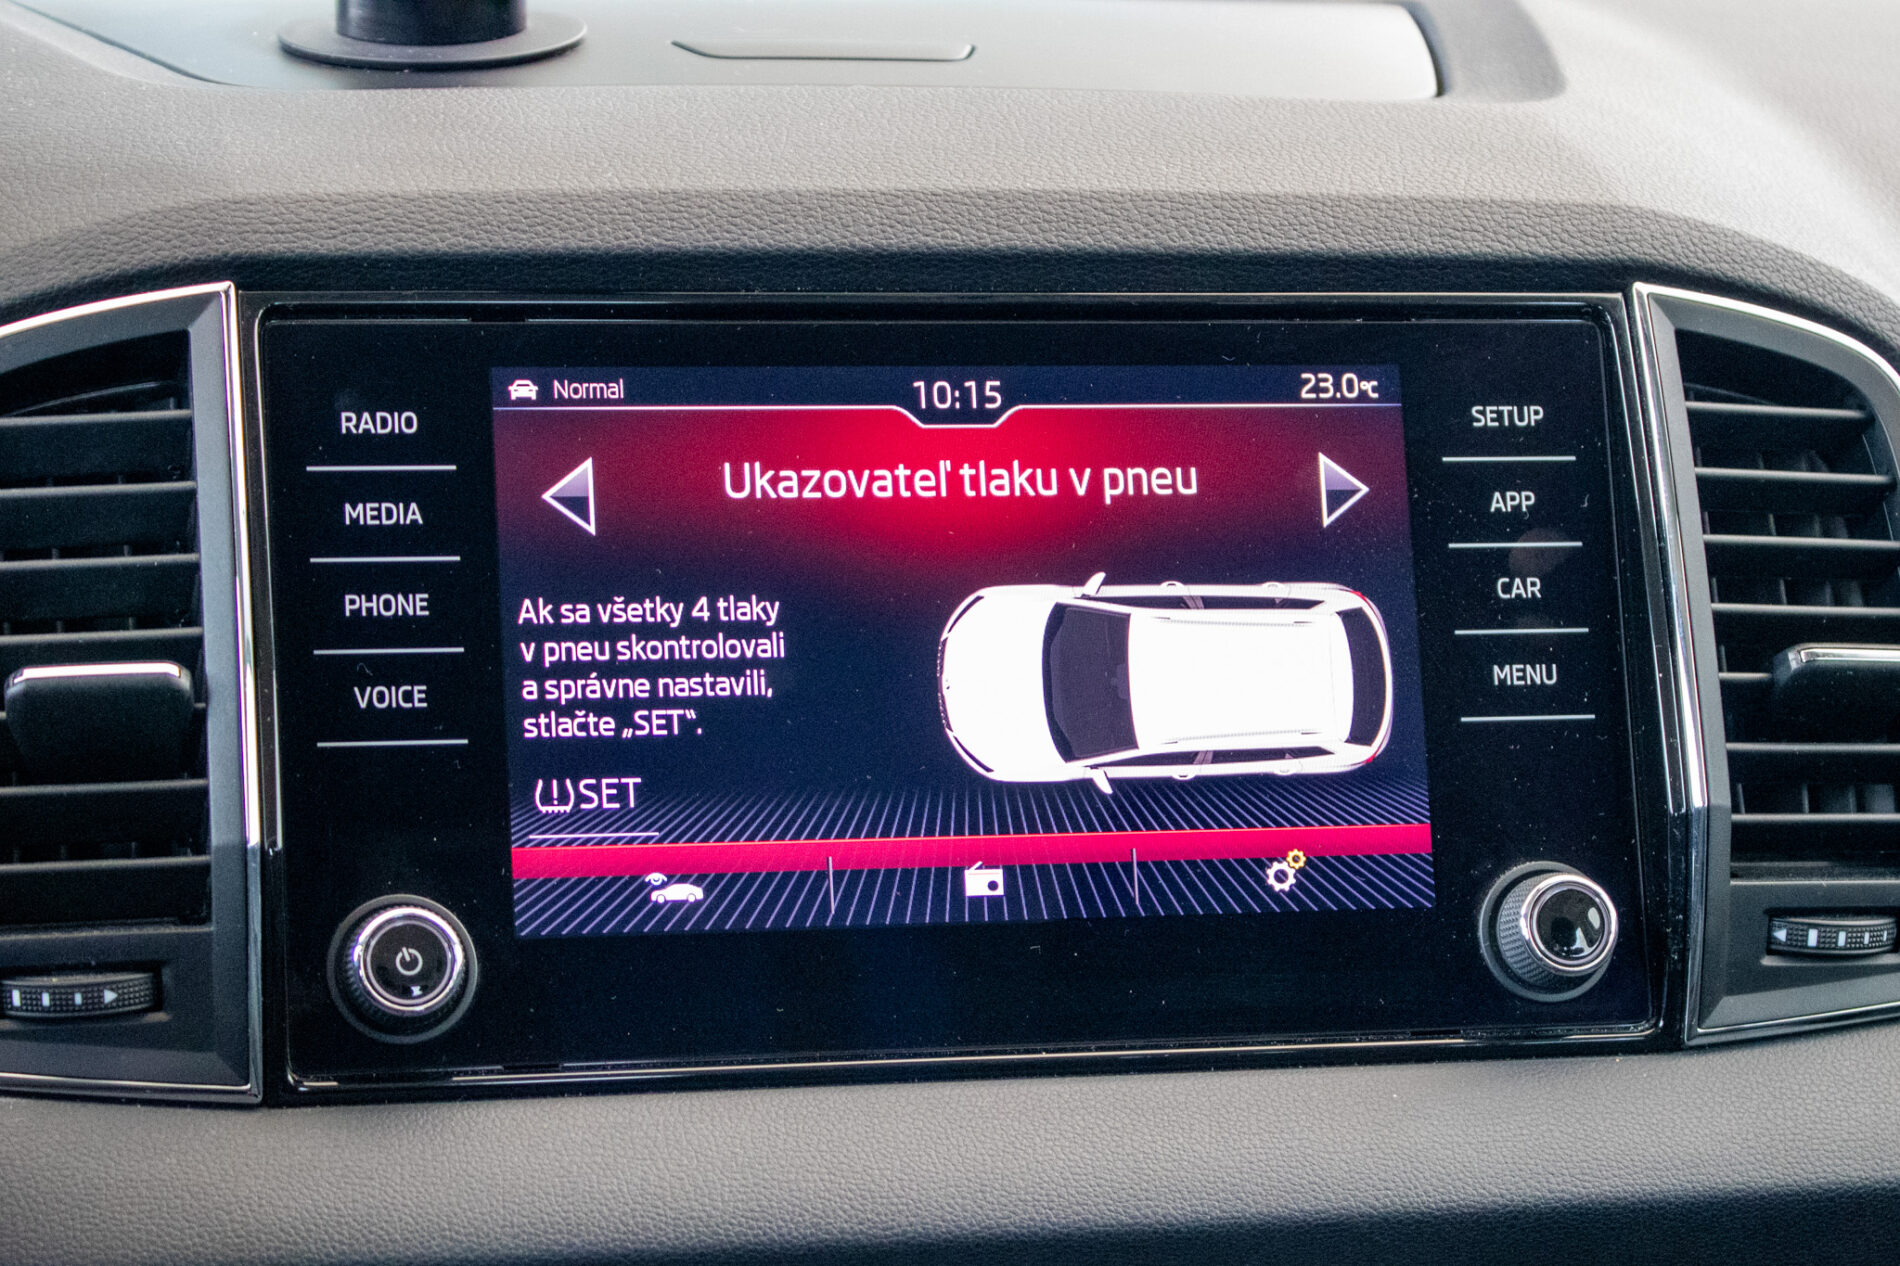 Normal
10:15
23.0°C
RADIO
MEDIA
PHONE
VOICE
Ukazovateľ tlaku v pneu
Ak sa všetky 4 tlaky
v pneu skontrolovali
a správne nastavili,
stlačte „SET“.
SET
SETUP
APP
CAR
MENU